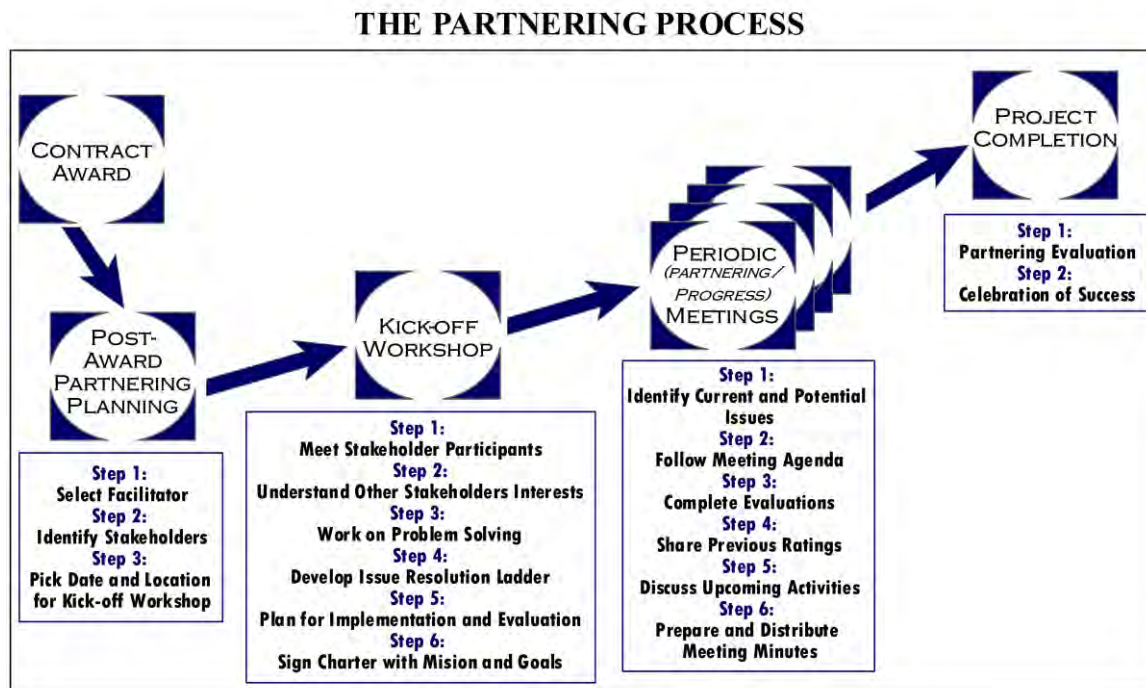 THE PARTNERING PROCESS
CONTRACT
AWARD
POST-
AWARD
PARTNERING
PLANNING
Step 1:
Select Facilitator
Step 2:
Identify Stakeholders
Step 3:
Pick Date and Location
for Kick-off Workshop
KICK-OFF
WORKSHOP
Step 1:
Meet Stakeholder Participants
Step 2:
Understand Other Stakeholders Interests
Step 3:
Work on Problem Solving
Step 4:
Develop Issue Resolution Ladder
Step 5:
Plan for Implementation and Evaluation
Step 6:
Sign Charter with Mision and Goals
PERIODIC
(PARTNERING/
PROGRESS)
MEETINGS
Step 1:
Identify Current and Potential
Issues
Step 2:
Follow Meeting Agenda
Step 3:
Complete Evaluations
Step 4:
Share Previous Ratings
Step 5:
Discuss Upcoming Activities
Step 6:
Prepare and Distribute
Meeting Minutes
PROJECT
COMPLETION
Step 1:
Partnering Evaluation
Step 2:
Celebration of Success